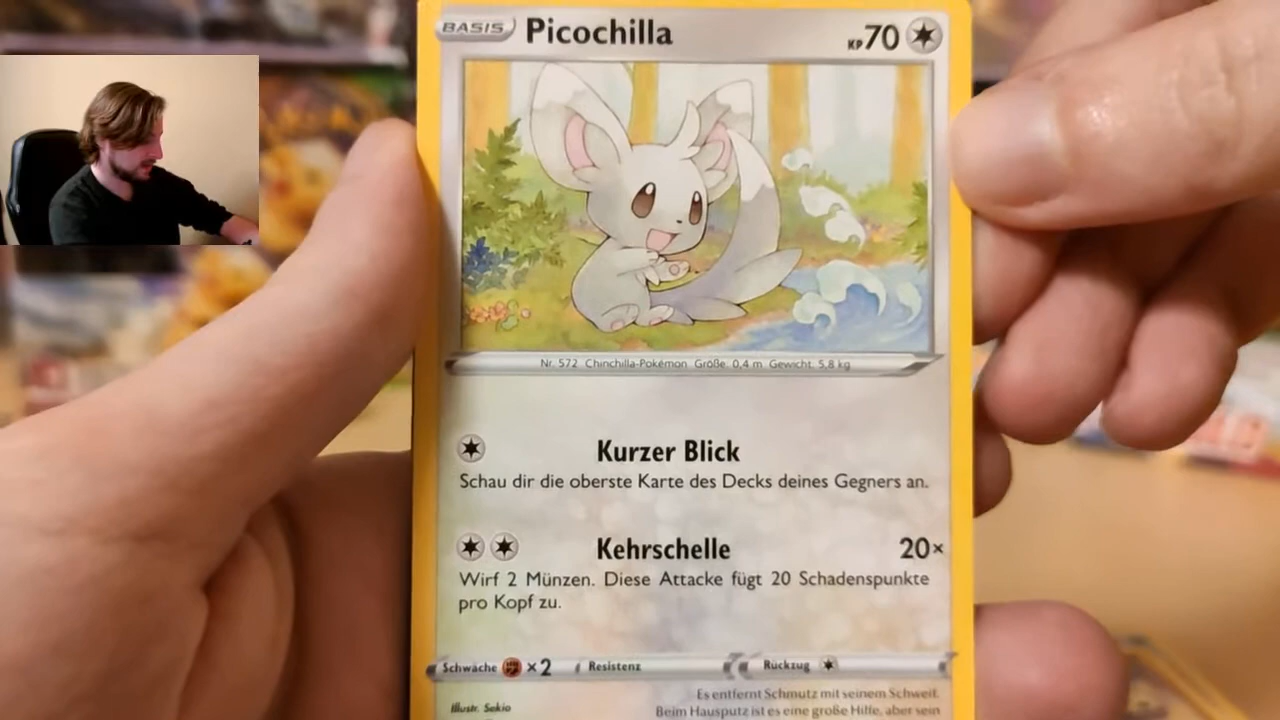 BASIS Picochilla KP70
Nr. 572 Chinchilla-Pokémon Größe: 0,4 m Gewicht: 5,8 kg
Kurzer Blick
Schau dir die oberste Karte des Decks deines Gegners an.
Kehrschelle 20×
Wirf 2 Münzen. Diese Attacke fügt 20 Schadenspunkte
pro Kopf zu.
Schwäche ×2 Resistenz Rückzug
Illustr. Sekio
Es entfernt Schmutz mit seinem Schweif.
Beim Hausputz ist es eine große Hilfe, aber sein